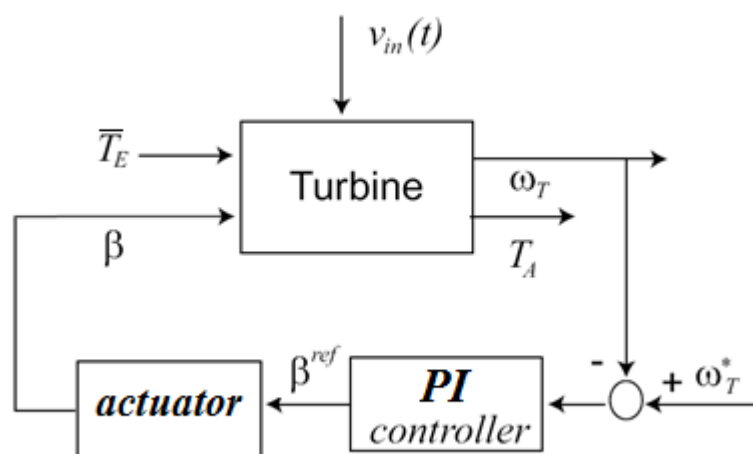 v_in(t)
T̅_E
Turbine
ω_T
β
T_A
β^ref
-
actuator
PI
controller
+ ω*_T